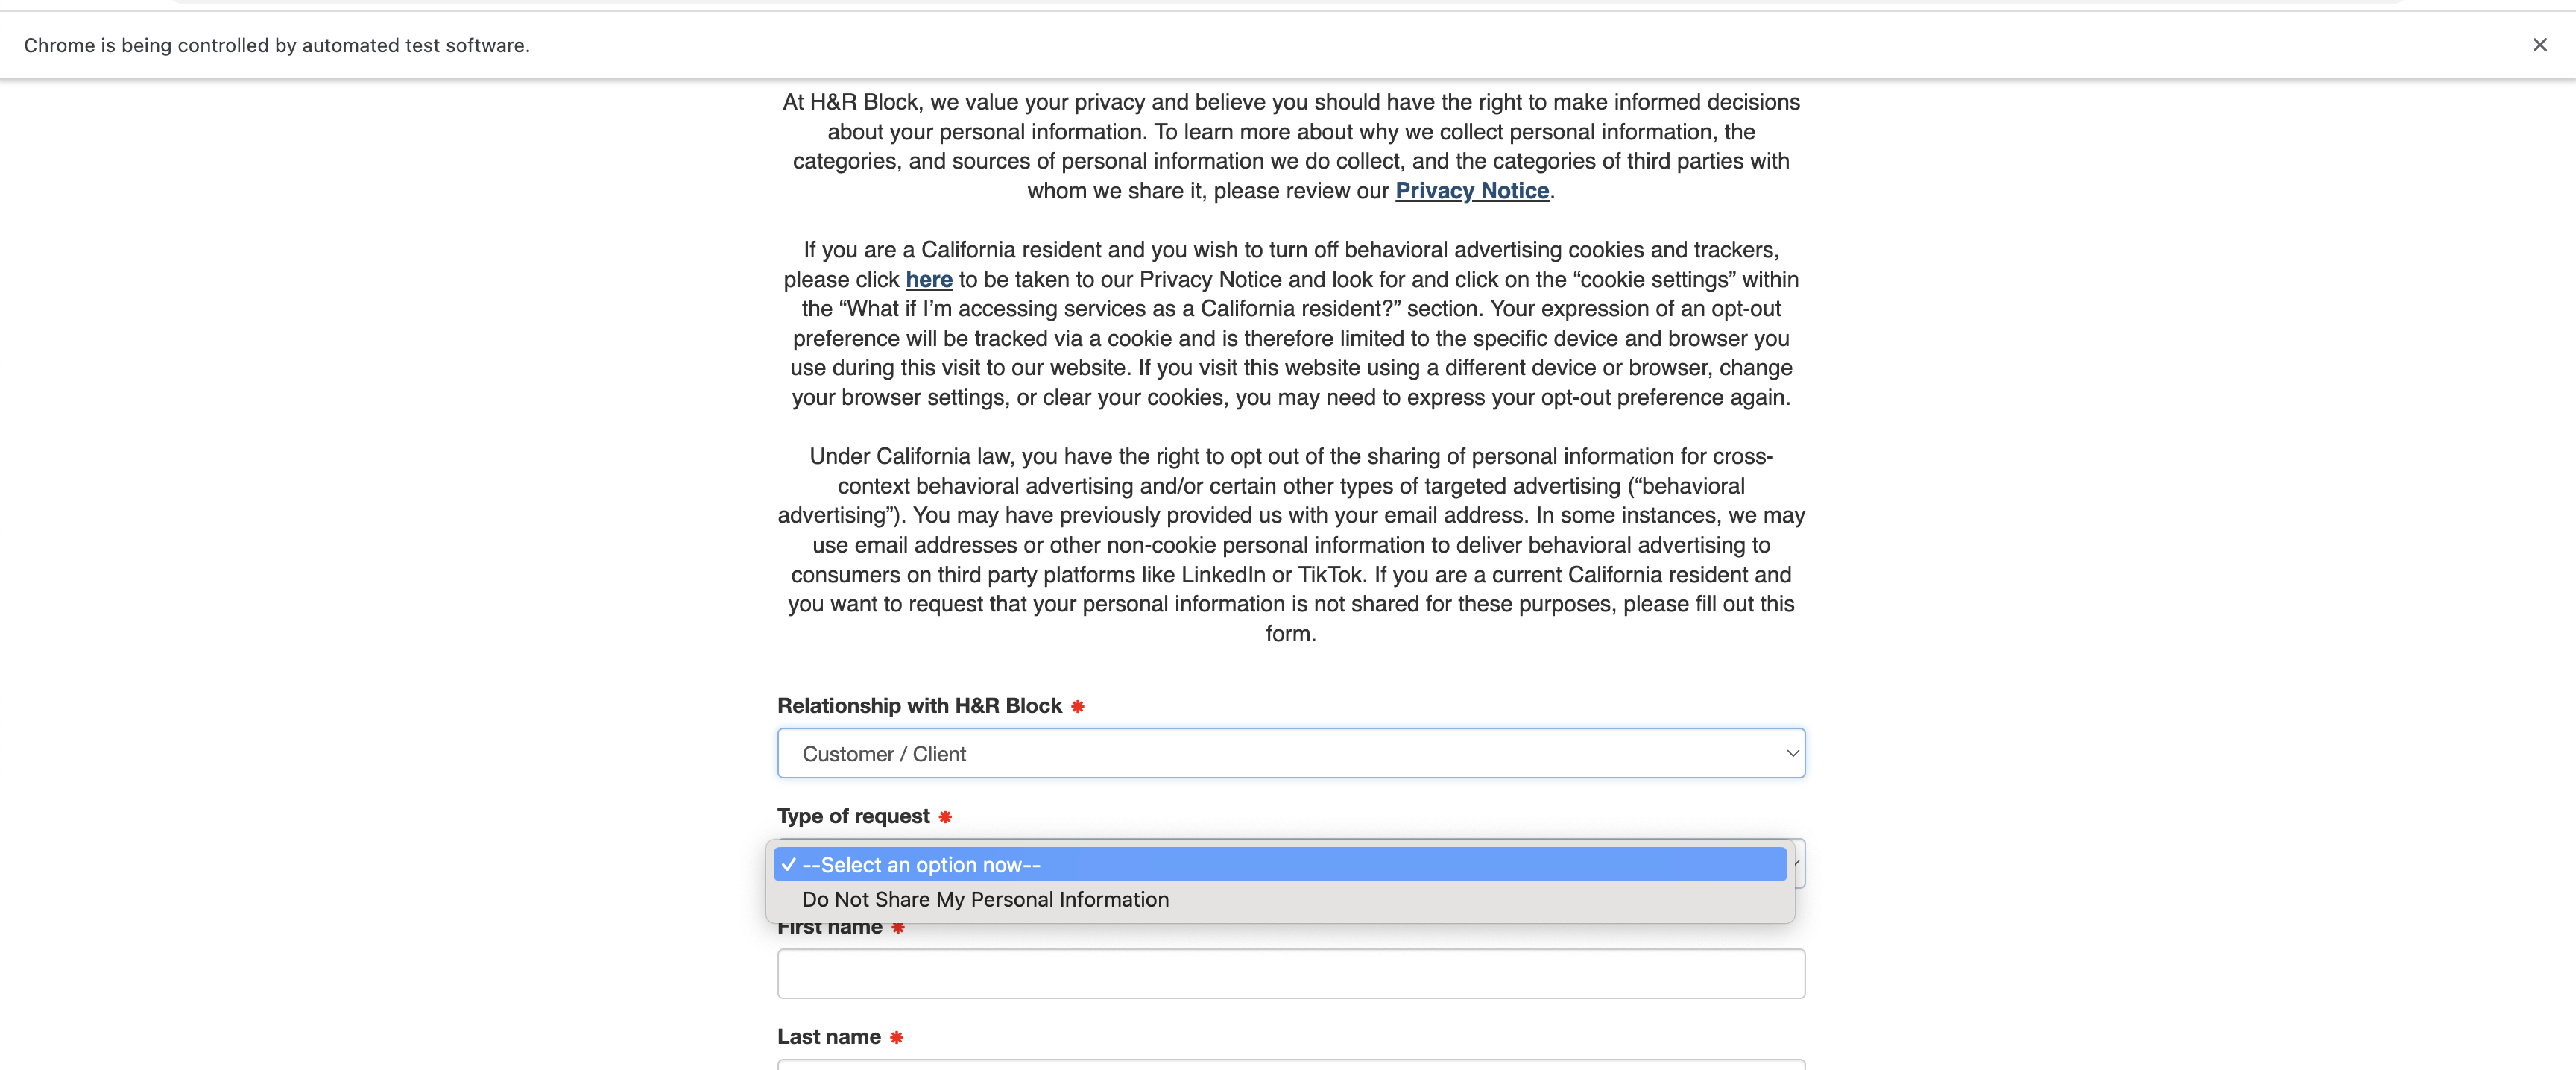 Chrome is being controlled by automated test software.
At H&R Block, we value your privacy and believe you should have the right to make informed decisions
about your personal information. To learn more about why we collect personal information, the
categories, and sources of personal information we do collect, and the categories of third parties with
whom we share it, please review our Privacy Notice.
If you are a California resident and you wish to turn off behavioral advertising cookies and trackers,
please click here to be taken to our Privacy Notice and look for and click on the “cookie settings” within
the “What if I’m accessing services as a California resident?” section. Your expression of an opt-out
preference will be tracked via a cookie and is therefore limited to the specific device and browser you
use during this visit to our website. If you visit this website using a different device or browser, change
your browser settings, or clear your cookies, you may need to express your opt-out preference again.
Under California law, you have the right to opt out of the sharing of personal information for cross-
context behavioral advertising and/or certain other types of targeted advertising (“behavioral
advertising”). You may have previously provided us with your email address. In some instances, we may
use email addresses or other non-cookie personal information to deliver behavioral advertising to
consumers on third party platforms like LinkedIn or TikTok. If you are a current California resident and
you want to request that your personal information is not shared for these purposes, please fill out this
form.
Relationship with H&R Block *
Customer / Client
Type of request *
✓ --Select an option now--
Do Not Share My Personal Information
First name *
Last name *